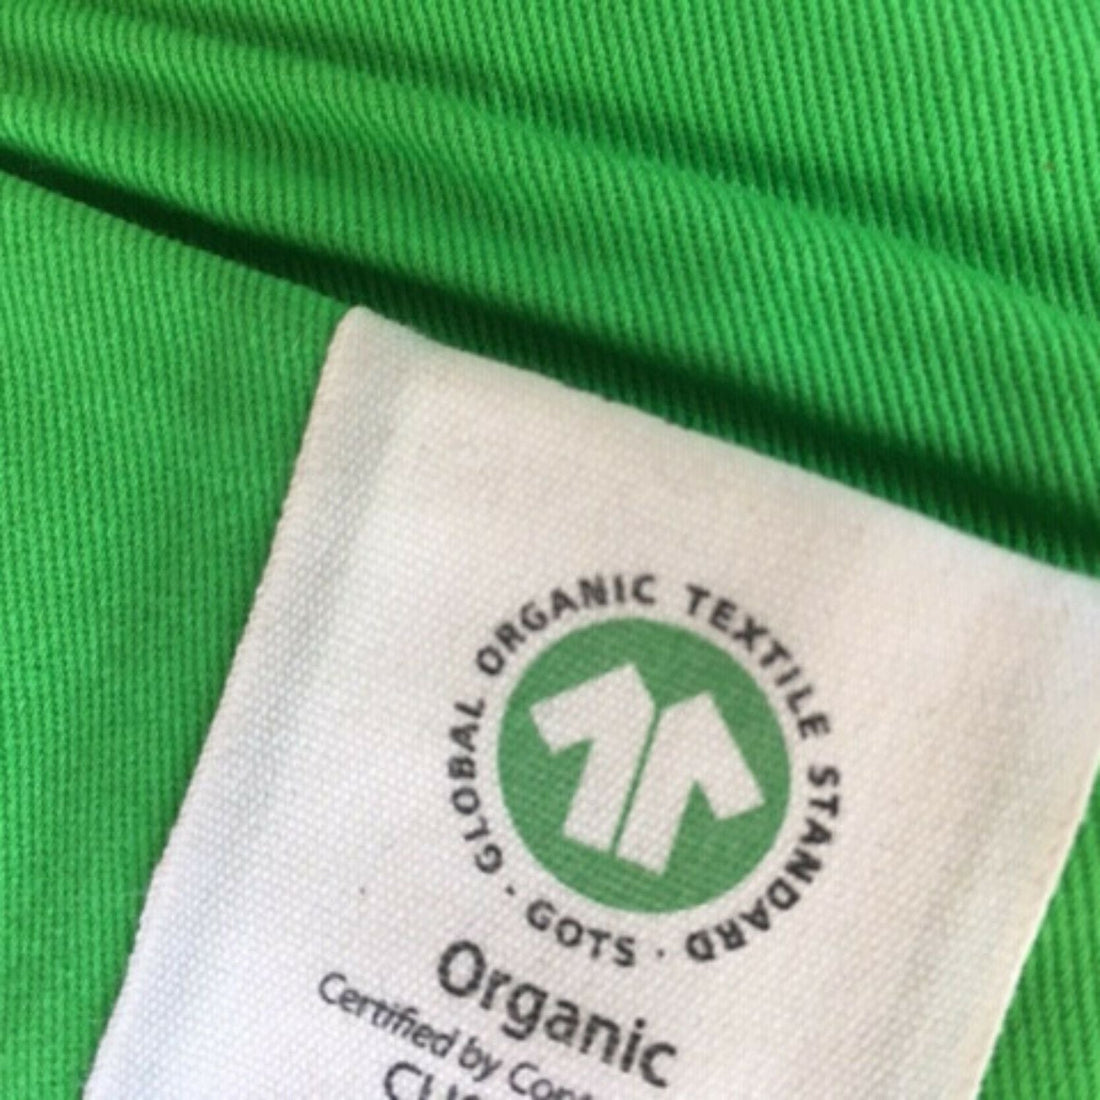 GLOBAL ORGANIC TEXTILE STANDARD · GOTS ·
Organic
Certified by